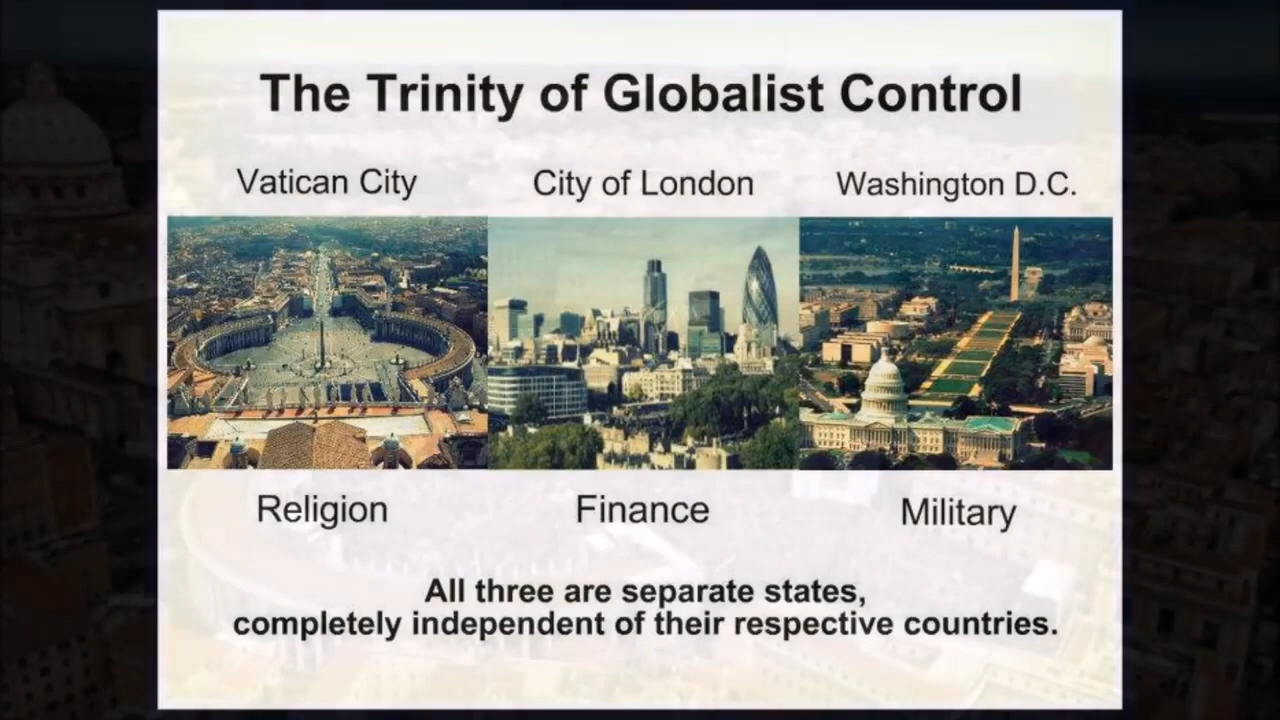 The Trinity of Globalist Control
Vatican City
City of London
Washington D.C.
Religion
Finance
Military
All three are separate states,
completely independent of their respective countries.